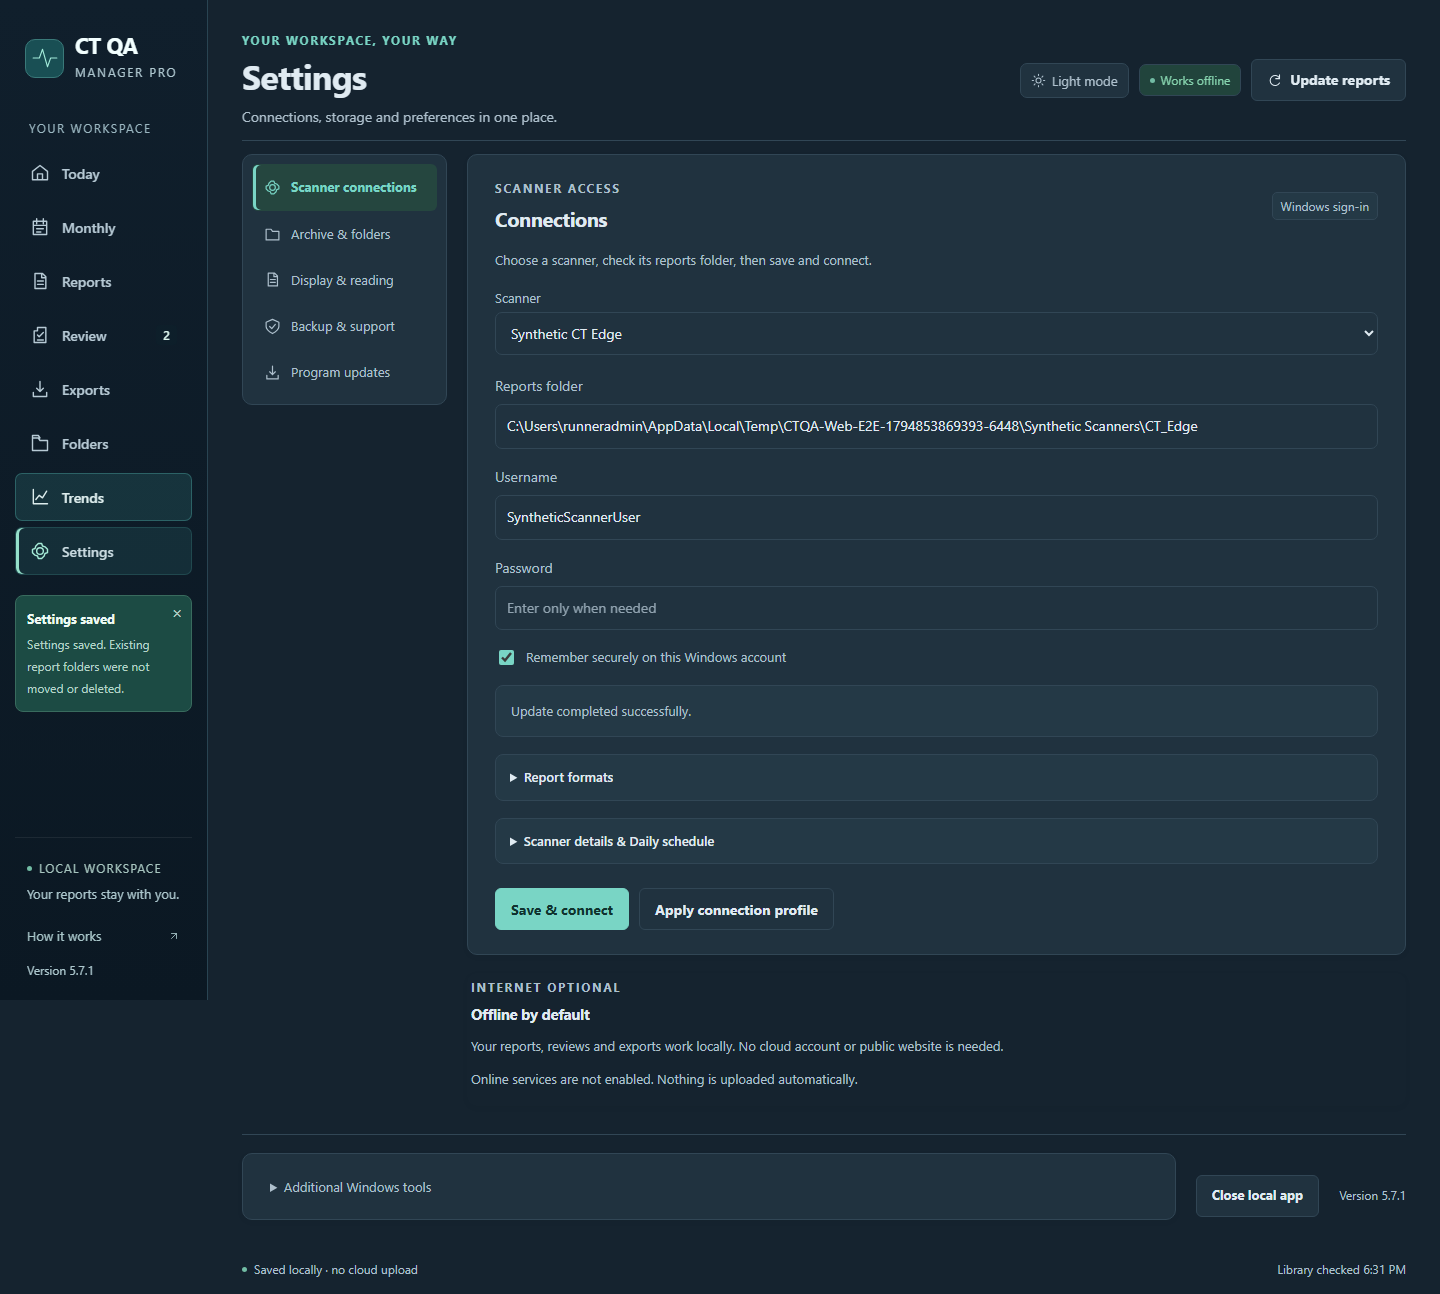 CT QA
MANAGER PRO
YOUR WORKSPACE
Today
Monthly
Reports
Review 2
Exports
Folders
Trends
Settings
Settings saved ×
Settings saved. Existing
report folders were not
moved or deleted.
LOCAL WORKSPACE
Your reports stay with you.
How it works
Version 5.7.1
YOUR WORKSPACE, YOUR WAY
Settings
Connections, storage and preferences in one place.
Light mode
Works offline
Update reports
Scanner connections
Archive & folders
Display & reading
Backup & support
Program updates
SCANNER ACCESS
Connections
Windows sign-in
Choose a scanner, check its reports folder, then save and connect.
Scanner
Synthetic CT Edge
Reports folder
C:\Users\runneradmin\AppData\Local\Temp\CTQA-Web-E2E-1794853869393-6448\Synthetic Scanners\CT_Edge
Username
SyntheticScannerUser
Password
Enter only when needed
Remember securely on this Windows account
Update completed successfully.
Report formats
Scanner details & Daily schedule
Save & connect
Apply connection profile
INTERNET OPTIONAL
Offline by default
Your reports, reviews and exports work locally. No cloud account or public website is needed.
Online services are not enabled. Nothing is uploaded automatically.
Additional Windows tools
Close local app
Version 5.7.1
Saved locally · no cloud upload
Library checked 6:31 PM